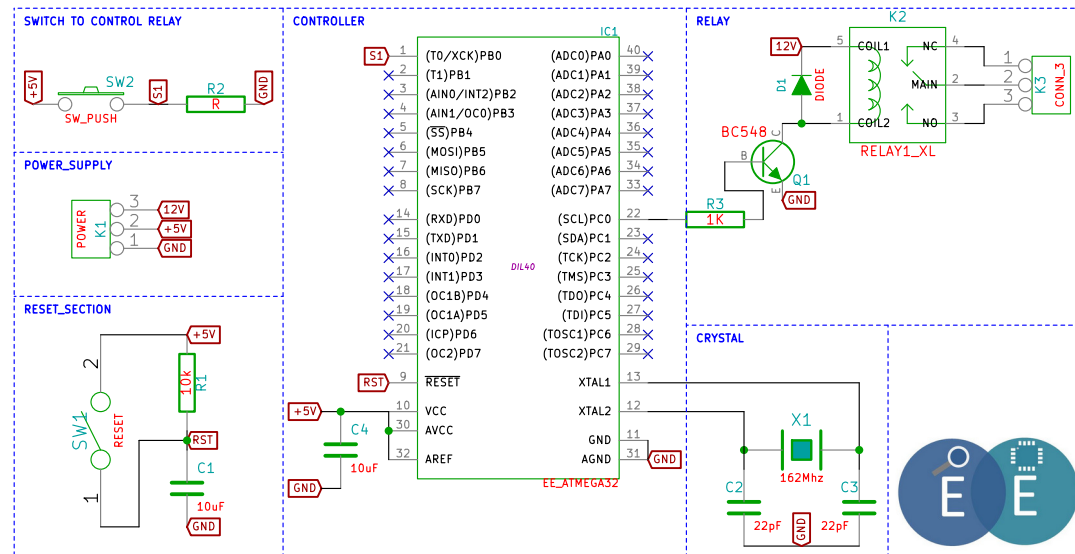 SWITCH TO CONTROL RELAY
+5V
SW2
SW_PUSH
S1
R2
R
GND
POWER_SUPPLY
POWER
K1
3
12V
2
+5V
1
GND
RESET_SECTION
+5V
2
10k
R1
SW1
RESET
RST
1
C1
10uF
GND
CONTROLLER
IC1
S1
1 (T0/XCK)PB0
2 (T1)PB1
3 (AIN0/INT2)PB2
4 (AIN1/OC0)PB3
5 (SS)PB4
6 (MOSI)PB5
7 (MISO)PB6
8 (SCK)PB7
14 (RXD)PD0
15 (TXD)PD1
16 (INT0)PD2
17 (INT1)PD3
18 (OC1B)PD4
19 (OC1A)PD5
20 (ICP)PD6
21 (OC2)PD7
RST
9 RESET
+5V
10 VCC
30 AVCC
32 AREF
C4
10uF
GND
DIL40
(ADC0)PA0 40
(ADC1)PA1 39
(ADC2)PA2 38
(ADC3)PA3 37
(ADC4)PA4 36
(ADC5)PA5 35
(ADC6)PA6 34
(ADC7)PA7 33
(SCL)PC0 22
(SDA)PC1 23
(TCK)PC2 24
(TMS)PC3 25
(TDO)PC4 26
(TDI)PC5 27
(TOSC1)PC6 28
(TOSC2)PC7 29
XTAL1 13
XTAL2 12
GND 11
AGND 31
GND
EE_ATMEGA32
RELAY
K2
12V
5 COIL1
NC 4
MAIN 2
1 COIL2
NO 3
RELAY1_XL
D1
DIODE
BC548
C
B
E
Q1
GND
R3
1K
1
2
3
K3
CONN_3
CRYSTAL
X1
162Mhz
C2
22pF
C3
22pF
GND
E
E